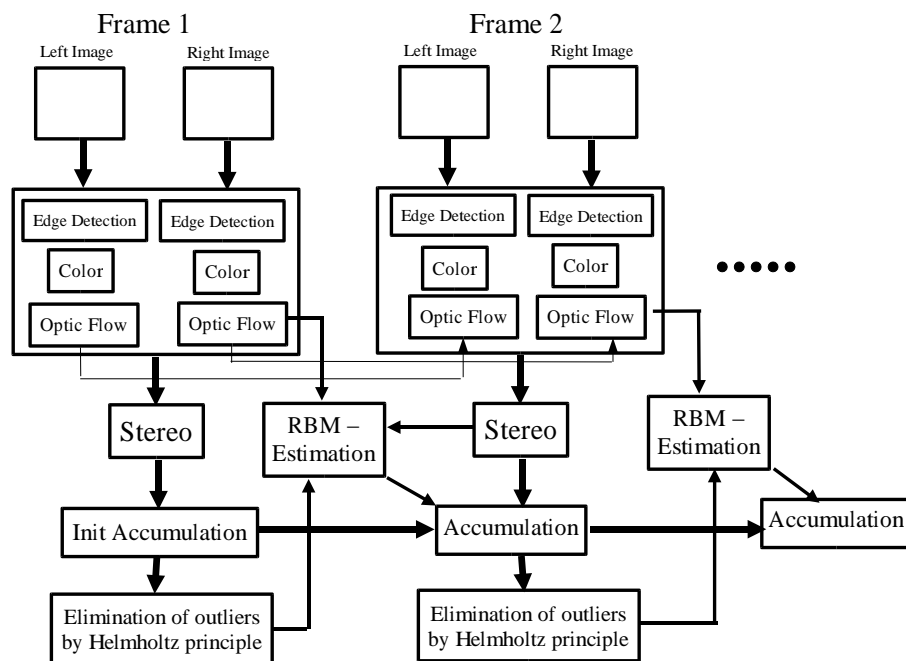 Frame 1
Frame 2
Left Image
Right Image
Left Image
Right Image
Edge Detection
Edge Detection
Edge Detection
Edge Detection
Color
Color
Color
Color
Optic Flow
Optic Flow
Optic Flow
Optic Flow
Stereo
RBM –
Estimation
Stereo
RBM –
Estimation
Init Accumulation
Accumulation
Accumulation
Elimination of outliers
by Helmholtz principle
Elimination of outliers
by Helmholtz principle